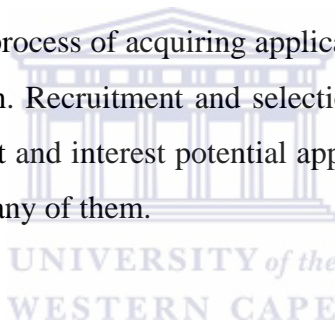 process of acquiring applica
n. Recruitment and selectio
t and interest potential app
any of them.
UNIVERSITY of the
WESTERN CAPE